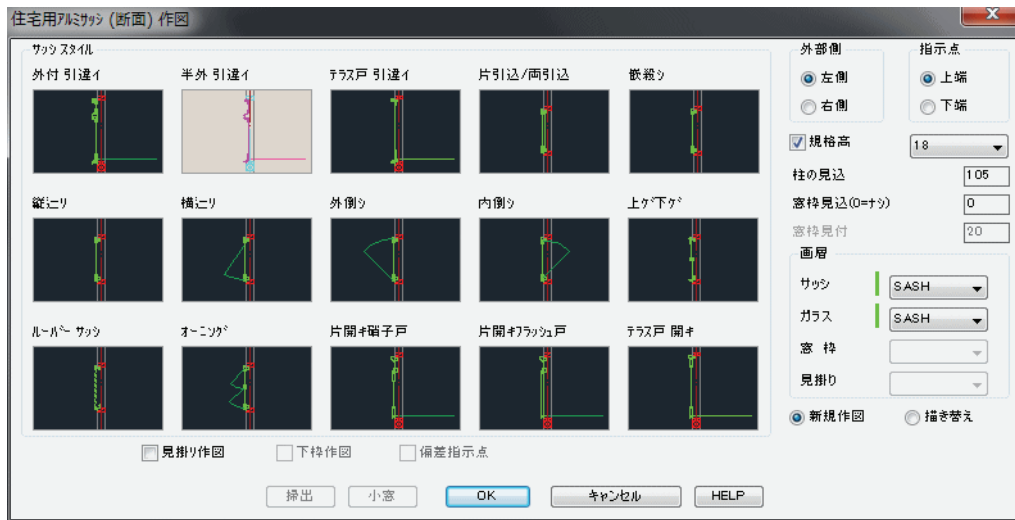 住宅用ｱﾙﾐｻｯｼ (断面) 作図
ｻｯｼ ｽﾀｲﾙ
外付 引違ｲ
半外 引違ｲ
ﾃﾗｽ戸 引違ｲ
片引込/両引込
嵌殺ｼ
縦辷ﾘ
横辷ﾘ
外倒ｼ
内倒ｼ
上ｹﾞ下ｹﾞ
ﾙｰﾊﾞｰ ｻｯｼ
ｵｰﾆﾝｸﾞ
片開ｷ硝子戸
片開ｷﾌﾗｯｼｭ戸
ﾃﾗｽ戸 開ｷ
見掛ﾘ作図
下枠作図
偏差指示点
外部側
左側
右側
指示点
上端
下端
規格高
18
柱の見込
105
窓枠見込(0=ﾅｼ)
0
窓枠見付
20
画層
サッシ
SASH
ガラス
SASH
窓 枠
見掛り
新規作図
描き替え
掃出
小窓
OK
キャンセル
HELP